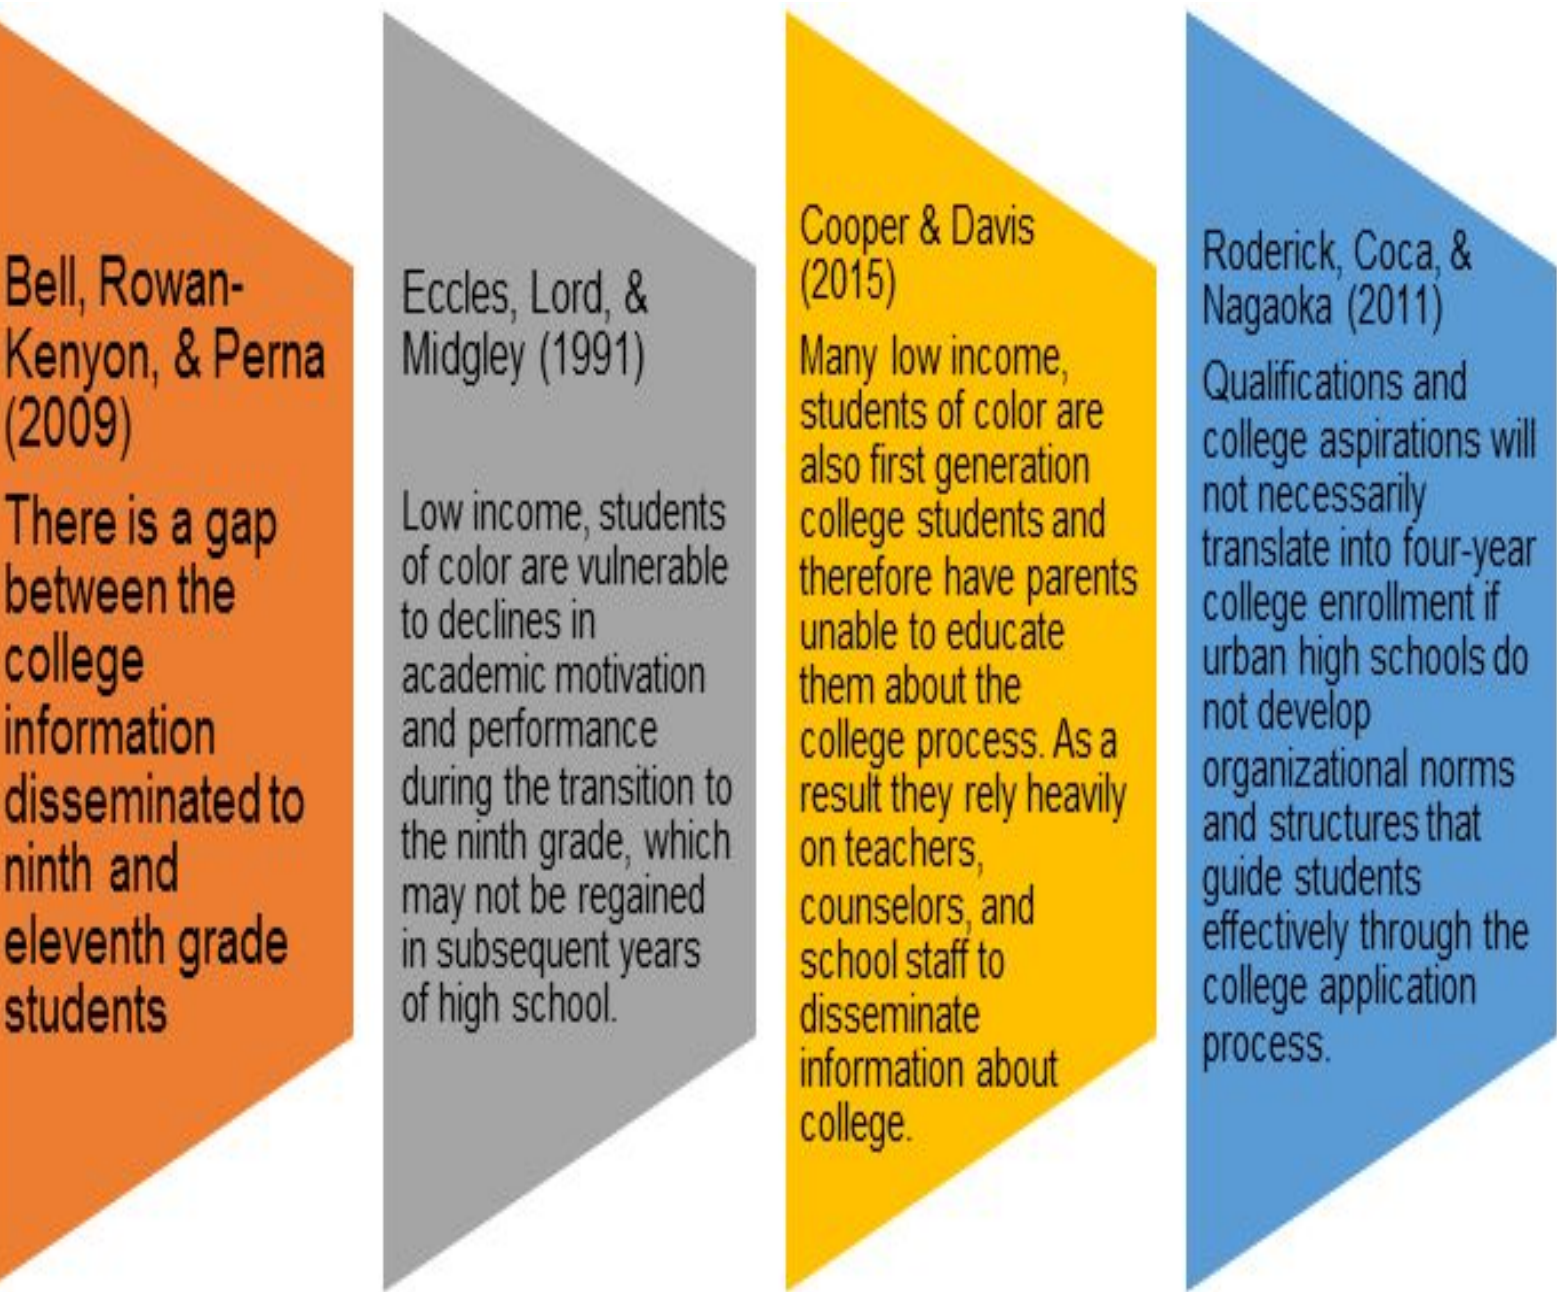 Bell, Rowan-
Kenyon, & Perna
(2009)
There is a gap
between the
college
information
disseminated to
ninth and
eleventh grade
students
Eccles, Lord, &
Midgley (1991)
Low income, students
of color are vulnerable
to declines in
academic motivation
and performance
during the transition to
the ninth grade, which
may not be regained
in subsequent years
of high school.
Cooper & Davis
(2015)
Many low income,
students of color are
also first generation
college students and
therefore have parents
unable to educate
them about the
college process. As a
result they rely heavily
on teachers,
counselors, and
school staff to
disseminate
information about
college.
Roderick, Coca, &
Nagaoka (2011)
Qualifications and
college aspirations will
not necessarily
translate into four-year
college enrollment if
urban high schools do
not develop
organizational norms
and structures that
guide students
effectively through the
college application
process.